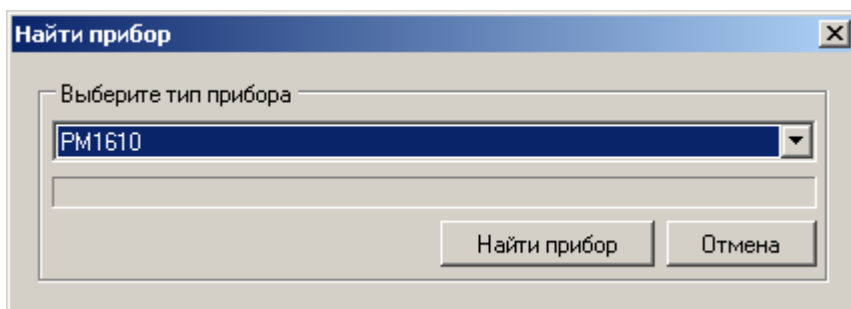 Найти прибор
Выберите тип прибора
PM1610
Найти прибор
Отмена